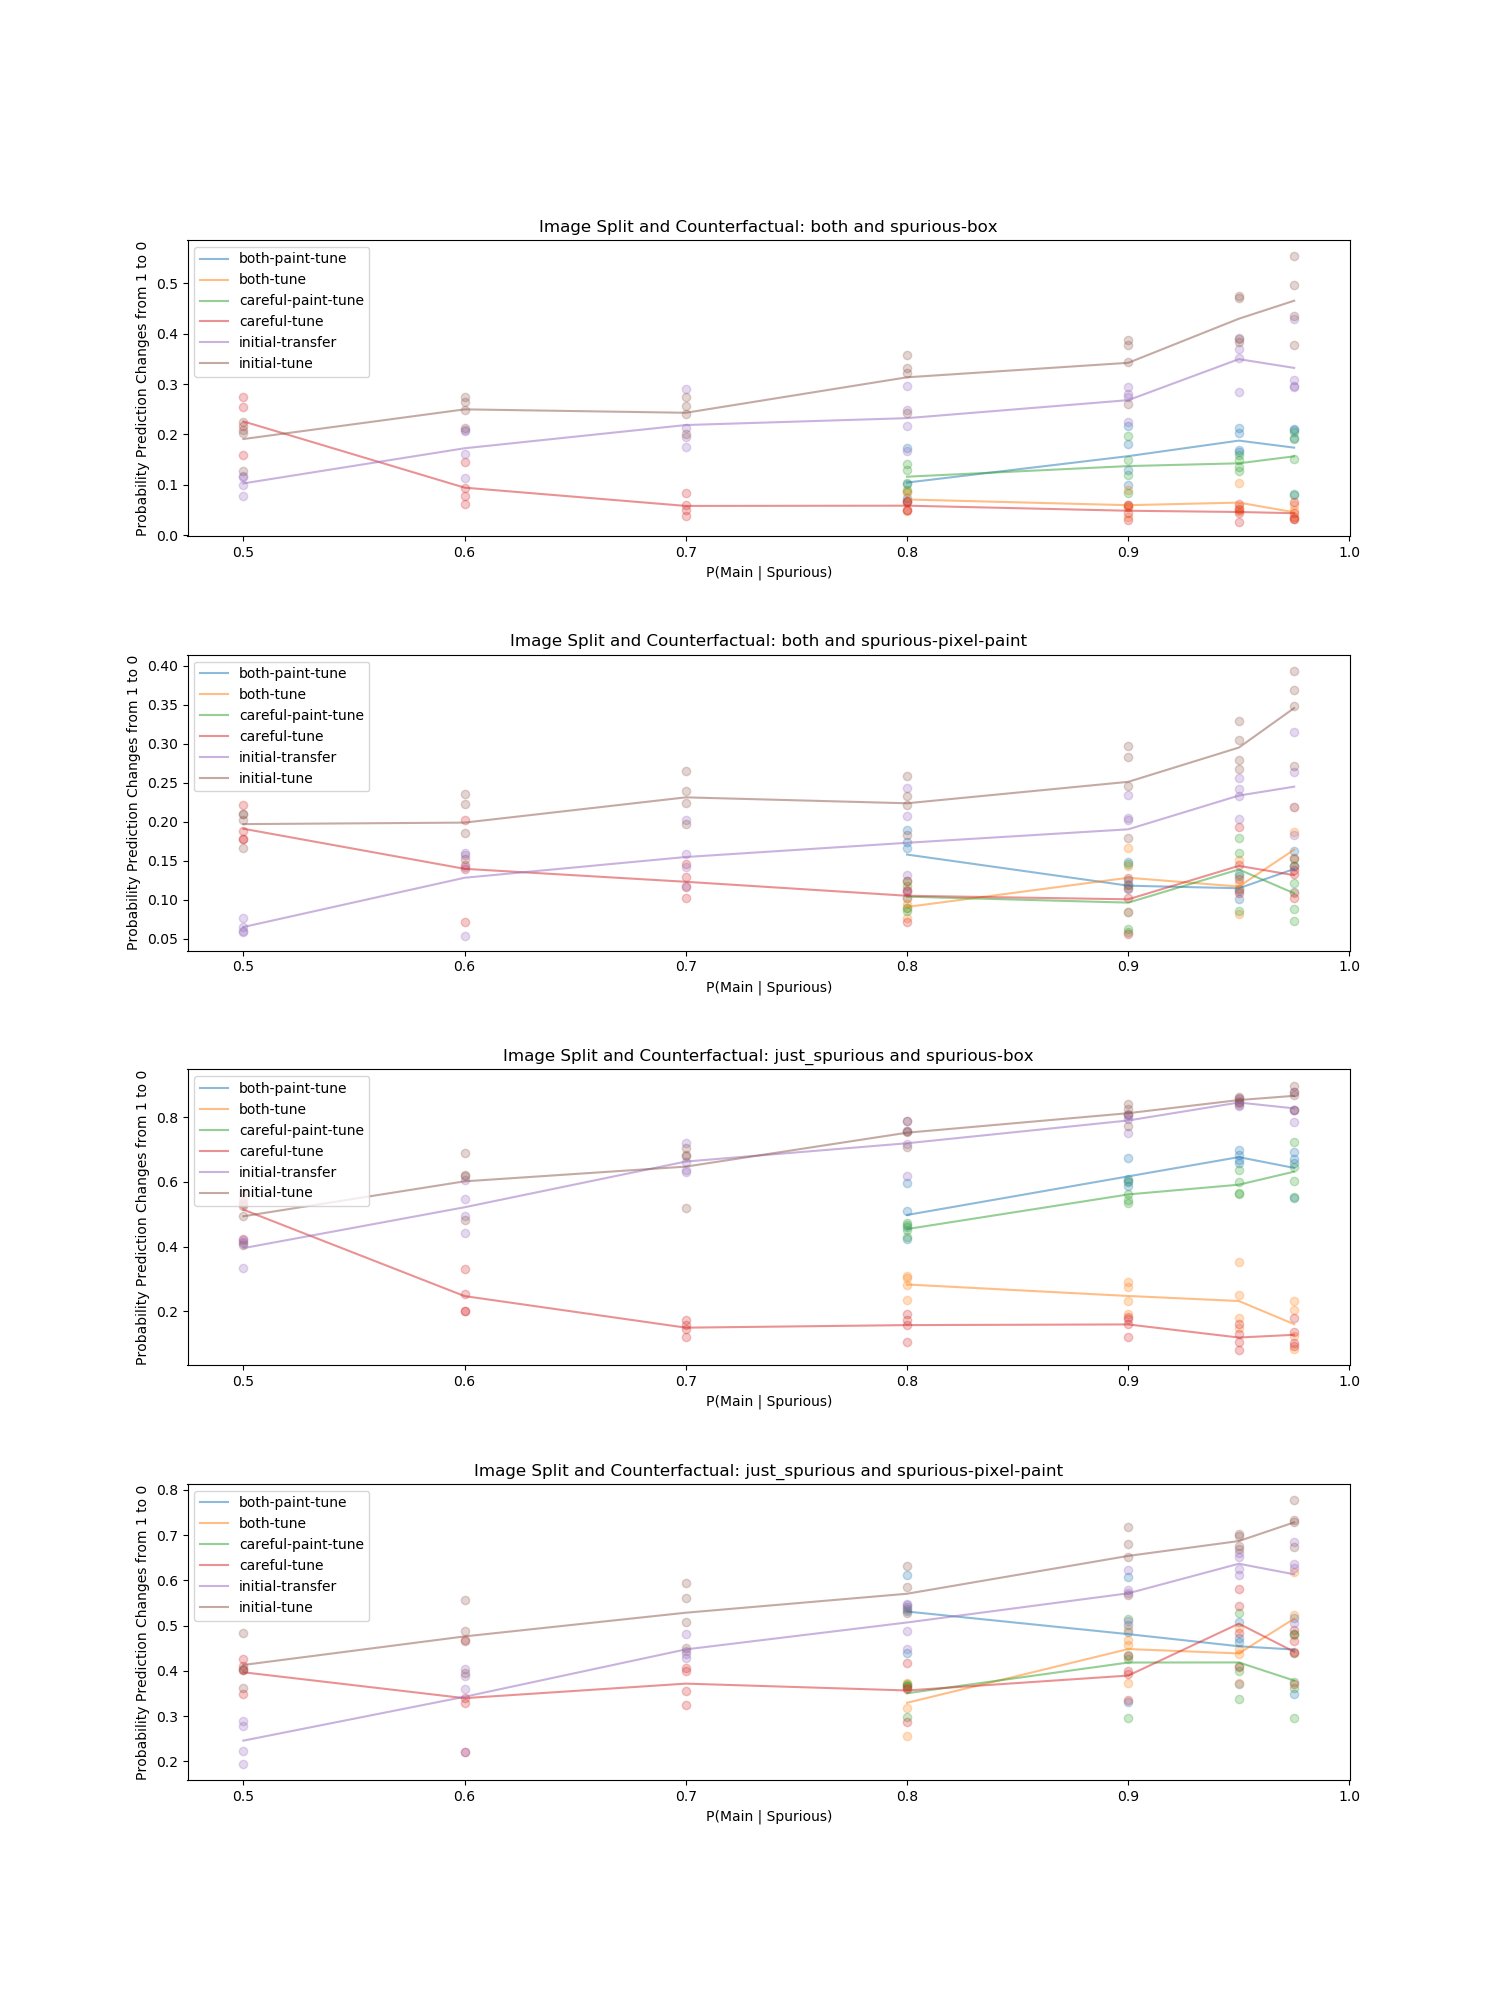 Image Split and Counterfactual: both and spurious-box
Probability Prediction Changes from 1 to 0
both-paint-tune
both-tune
careful-paint-tune
careful-tune
initial-transfer
initial-tune
0.5
0.4
0.3
0.2
0.1
0.0
0.5 0.6 0.7 0.8 0.9 1.0
P(Main | Spurious)
Image Split and Counterfactual: both and spurious-pixel-paint
Probability Prediction Changes from 1 to 0
both-paint-tune
both-tune
careful-paint-tune
careful-tune
initial-transfer
initial-tune
0.40
0.35
0.30
0.25
0.20
0.15
0.10
0.05
0.5 0.6 0.7 0.8 0.9 1.0
P(Main | Spurious)
Image Split and Counterfactual: just_spurious and spurious-box
Probability Prediction Changes from 1 to 0
both-paint-tune
both-tune
careful-paint-tune
careful-tune
initial-transfer
initial-tune
0.8
0.6
0.4
0.2
0.5 0.6 0.7 0.8 0.9 1.0
P(Main | Spurious)
Image Split and Counterfactual: just_spurious and spurious-pixel-paint
Probability Prediction Changes from 1 to 0
both-paint-tune
both-tune
careful-paint-tune
careful-tune
initial-transfer
initial-tune
0.8
0.7
0.6
0.5
0.4
0.3
0.2
0.5 0.6 0.7 0.8 0.9 1.0
P(Main | Spurious)